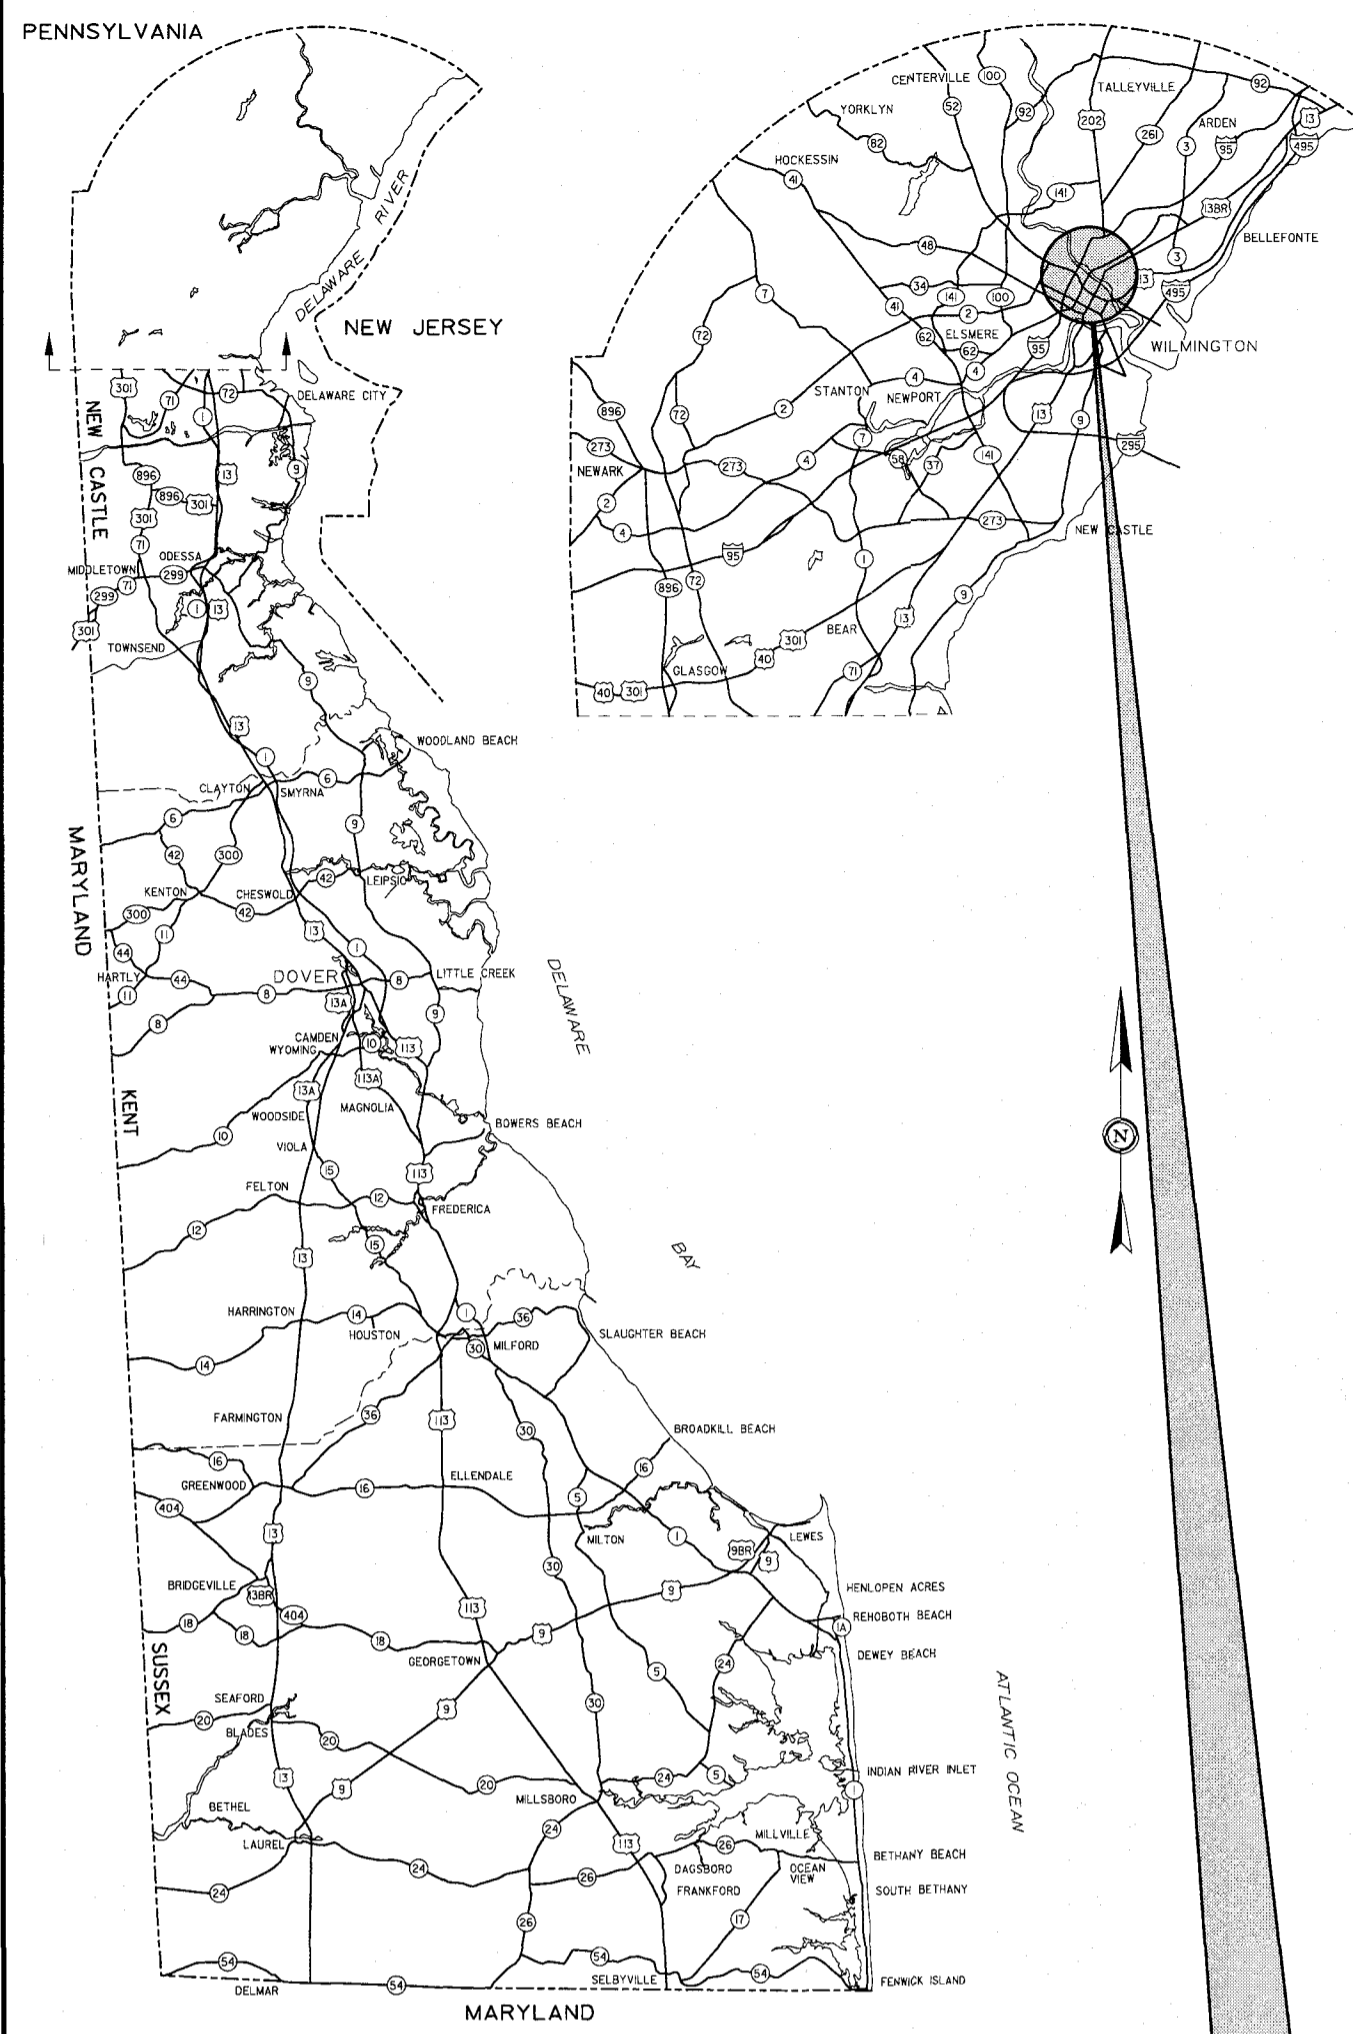 PENNSYLVANIA
CENTERVILLE
100
92
TALLEYVILLE
92
YORKLYN
52
92
202
261
ARDEN
13
82
3
95
495
HOCKESSIN
41
141
13BR
BELLEFONTE
DELAWARE RIVER
48
3
NEW JERSEY
7
34
141
100
13
495
41
2
72
62
ELSMERE
95
WILMINGTON
62
4
301
71
1
72
DELAWARE CITY
STANTON
4
NEWPORT
896
72
2
13
9
NEW CASTLE
273
7
295
13
9
NEWARK
273
4
58
37
141
896
896
301
301
2
4
273
NEW CASTLE
71
ODESSA
95
1
MIDDLETOWN
299
71
299
896
72
9
1
13
301
13
TOWNSEND
BEAR
301
40
9
GLASGOW
71
40
301
13
WOODLAND BEACH
1
CLAYTON
SMYRNA
6
6
9
MARYLAND
42
300
KENTON
CHESWOLD
42
LEIPSIC
300
42
11
13
44
1
HARTLY
44
DOVER
8
LITTLE CREEK
11
8
13A
DELAWARE
9
8
CAMDEN
WYOMING
10
113
113A
13A
KENT
WOODSIDE
MAGNOLIA
BOWERS BEACH
10
VIOLA
N
15
113
FELTON
12
FREDERICA
12
15
13
BAY
HARRINGTON
14
1
36
HOUSTON
30
MILFORD
SLAUGHTER BEACH
14
FARMINGTON
36
113
30
BROADKILL BEACH
16
GREENWOOD
16
ELLENDALE
16
404
5
13
MILTON
1
9BR
9
LEWES
30
BRIDGEVILLE
13BR
9
HENLOPEN ACRES
404
113
REHOBOTH BEACH
18
18
18
9
1A
GEORGETOWN
DEWEY BEACH
SUSSEX
5
24
SEAFORD
9
30
20
BLADES
20
ATLANTIC OCEAN
13
9
20
24
5
INDIAN RIVER INLET
MILLSBORO
1
BETHEL
24
MILLVILLE
LAUREL
113
26
24
DAGSBORO
OCEAN
VIEW
BETHANY BEACH
26
FRANKFORD
SOUTH BETHANY
24
26
17
54
54
SELBYVILLE
54
FENWICK ISLAND
DELMAR
54
MARYLAND